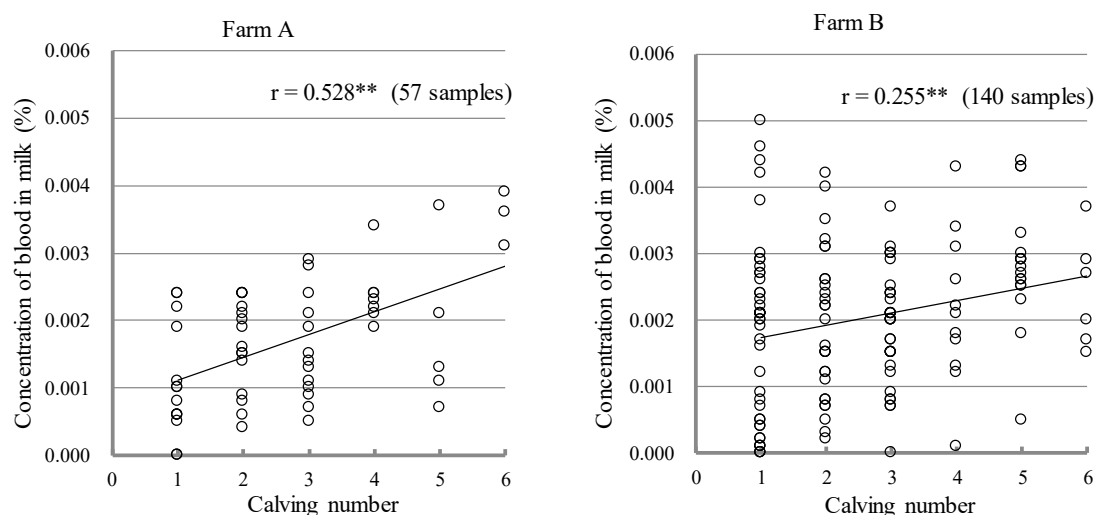 Farm A
0.006
0.005
0.004
0.003
0.002
0.001
0.000
r = 0.528** (57 samples)
Concentration of blood in milk (%)
0 1 2 3 4 5 6
Calving number
Farm B
0.006
0.005
0.004
0.003
0.002
0.001
0.000
r = 0.255** (140 samples)
Concentration of blood in milk (%)
0 1 2 3 4 5 6
Calving number